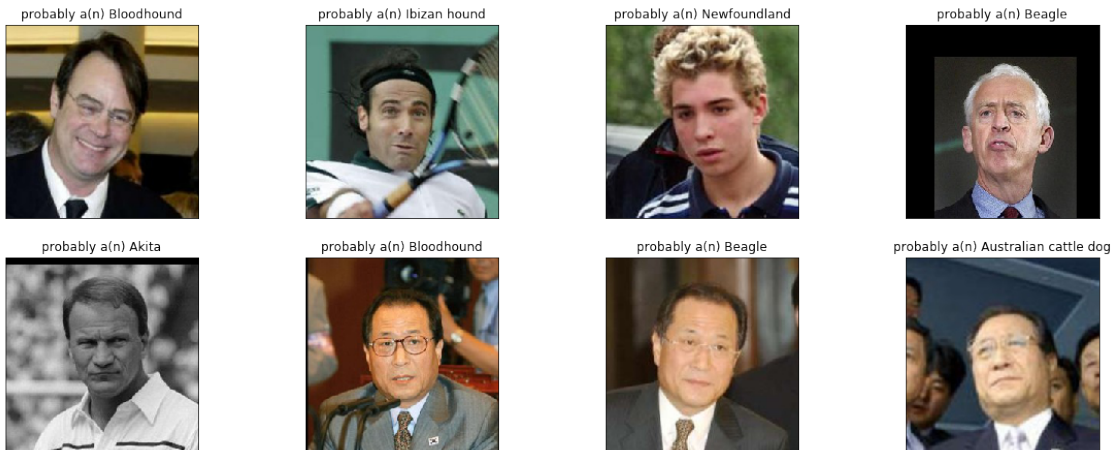 probably a(n) Bloodhound
probably a(n) Ibizan hound
probably a(n) Newfoundland
probably a(n) Beagle
probably a(n) Akita
probably a(n) Bloodhound
probably a(n) Beagle
probably a(n) Australian cattle dog